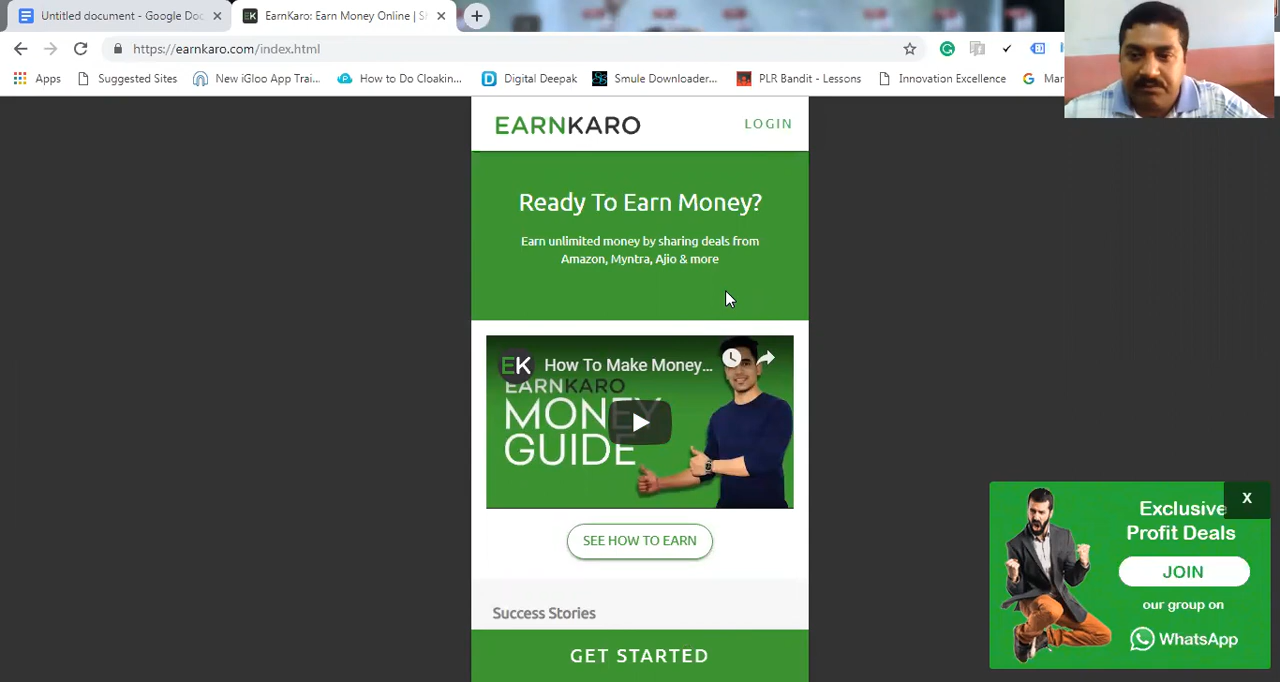 Untitled document - Google Doc
EarnKaro: Earn Money Online | S
https://earnkaro.com/index.html
Apps
Suggested Sites
New iGloo App Trai...
How to Do Cloakin...
Digital Deepak
Smule Downloader...
PLR Bandit - Lessons
Innovation Excellence
Mar
EARNKARO
LOGIN
Ready To Earn Money?
Earn unlimited money by sharing deals from
Amazon, Myntra, Ajio & more
EK
How To Make Money...
EARNKARO
MONEY
GUIDE
SEE HOW TO EARN
Success Stories
GET STARTED
X
Exclusive
Profit Deals
JOIN
our group on
WhatsApp